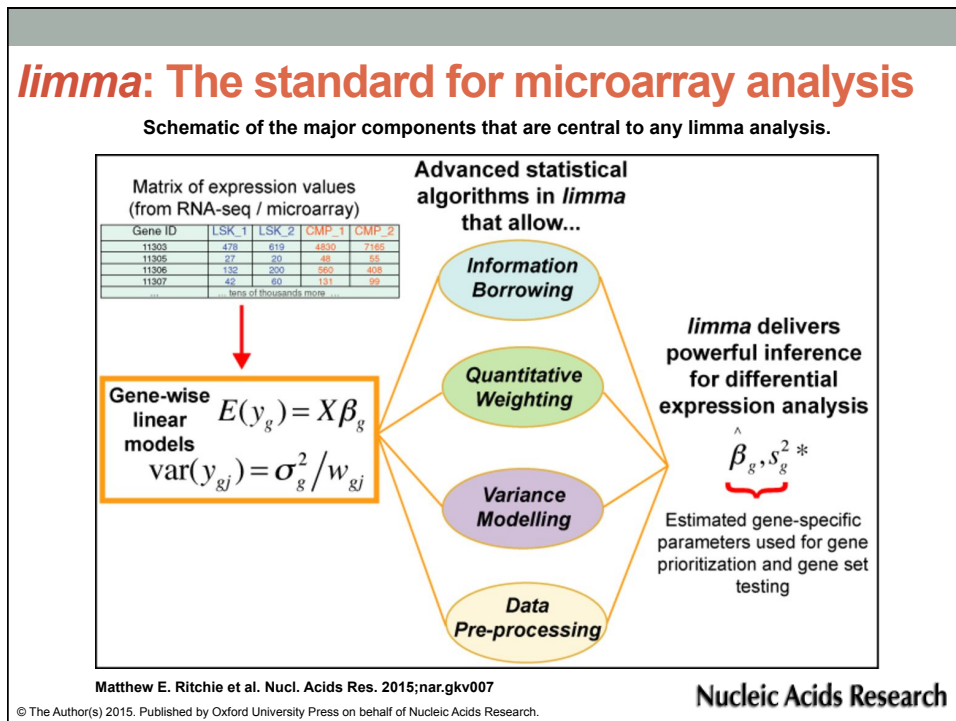 limma: The standard for microarray analysis
Schematic of the major components that are central to any limma analysis.
Matrix of expression values
(from RNA-seq / microarray)
Gene ID LSK_1 LSK_2 CMP_1 CMP_2
11303 478 619 4830 7165
11305 27 20 48 55
11306 132 200 560 408
11307 42 60 131 99
... ... tens of thousands more ...
Gene-wise
linear
models
E(y_g) = Xβ_g
var(y_gj) = σ_g^2/w_gj
Advanced statistical
algorithms in limma
that allow...
Information
Borrowing
Quantitative
Weighting
Variance
Modelling
Data
Pre-processing
limma delivers
powerful inference
for differential
expression analysis
β̂_g, s_g^2 *
Estimated gene-specific
parameters used for gene
prioritization and gene set
testing
Matthew E. Ritchie et al. Nucl. Acids Res. 2015;nar.gkv007
© The Author(s) 2015. Published by Oxford University Press on behalf of Nucleic Acids Research.
Nucleic Acids Research